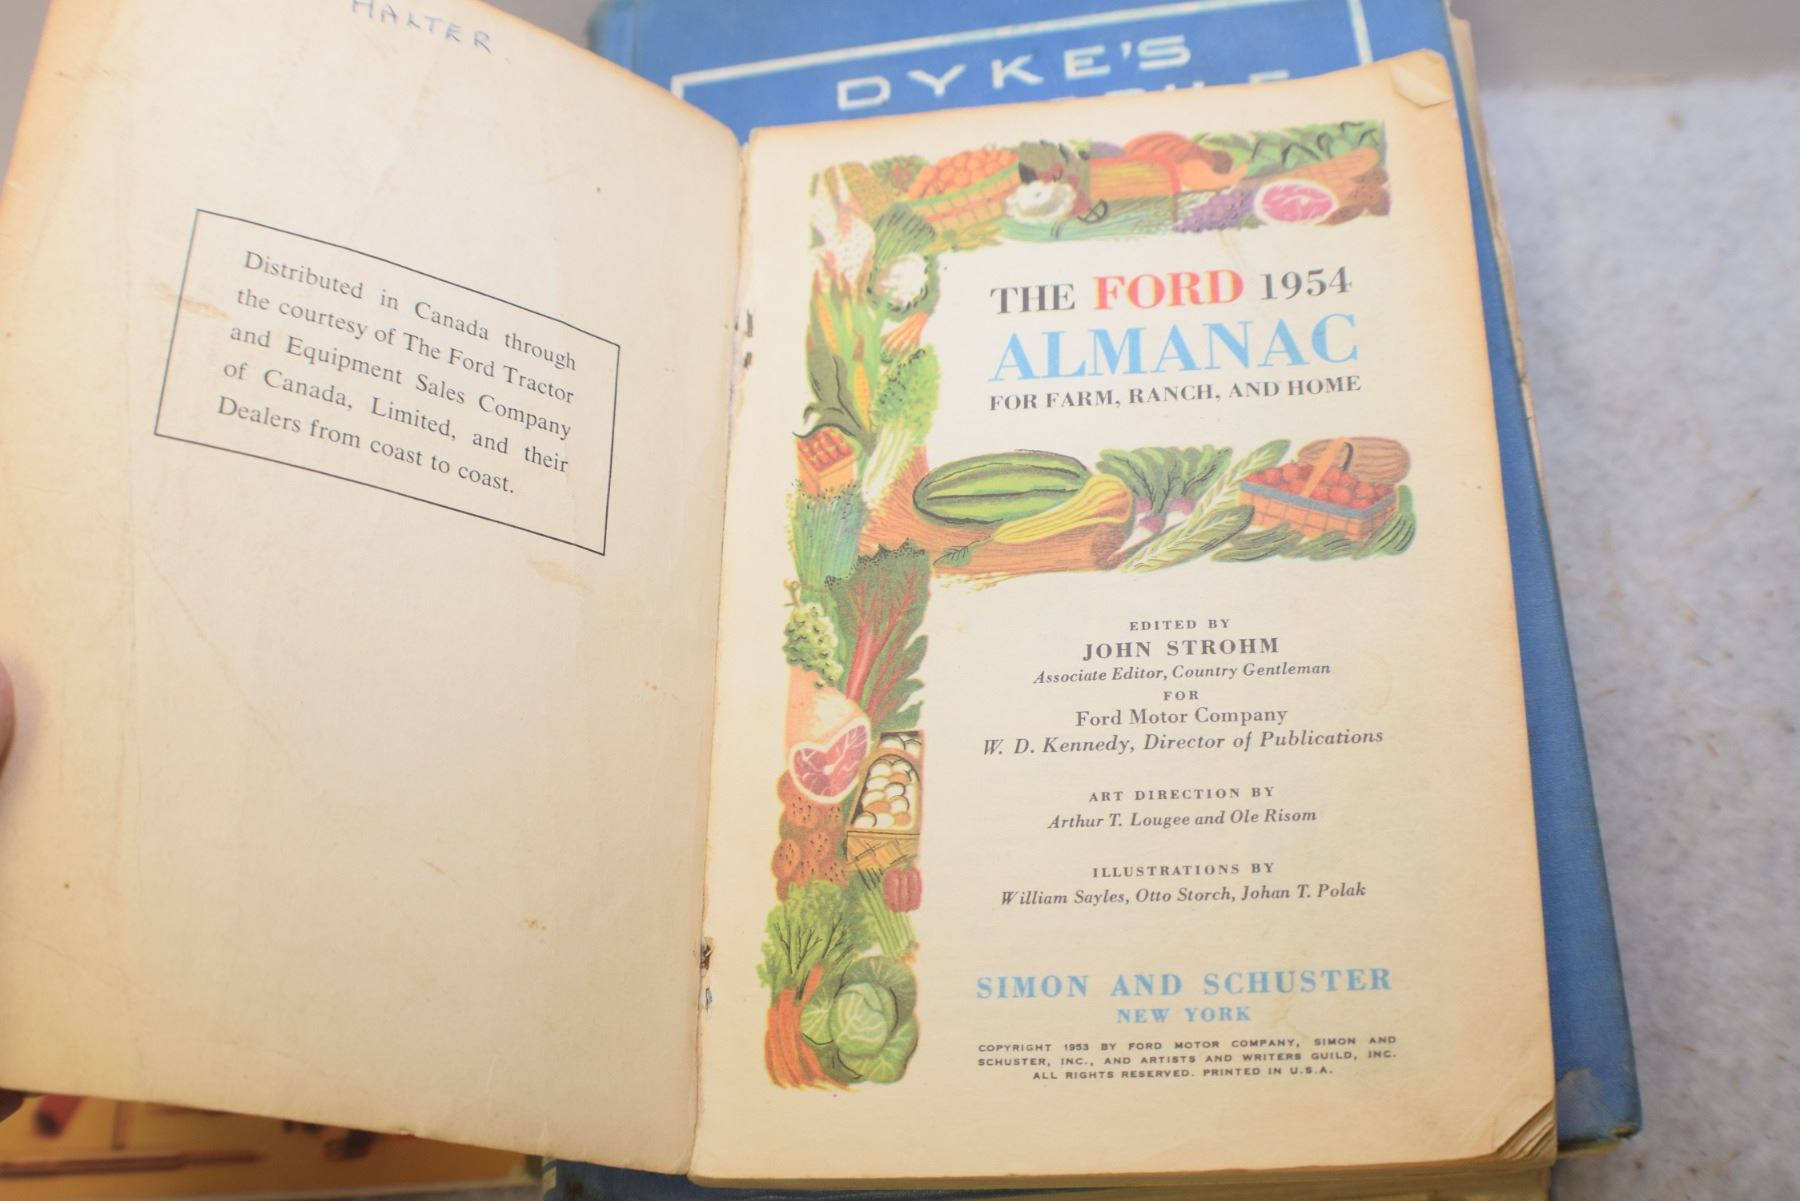 HALTER
Distributed in Canada through
the courtesy of The Ford Tractor
and Equipment Sales Company
of Canada, Limited, and their
Dealers from coast to coast.
DYKE'S
THE FORD 1954
ALMANAC
FOR FARM, RANCH, AND HOME
EDITED BY
JOHN STROHM
Associate Editor, Country Gentleman
FOR
Ford Motor Company
W. D. Kennedy, Director of Publications
ART DIRECTION BY
Arthur T. Lougee and Ole Risom
ILLUSTRATIONS BY
William Sayles, Otto Storch, Johan T. Polak
SIMON AND SCHUSTER
NEW YORK
COPYRIGHT 1953 BY FORD MOTOR COMPANY, SIMON AND
SCHUSTER, INC., AND ARTISTS AND WRITERS GUILD, INC.
ALL RIGHTS RESERVED. PRINTED IN U.S.A.